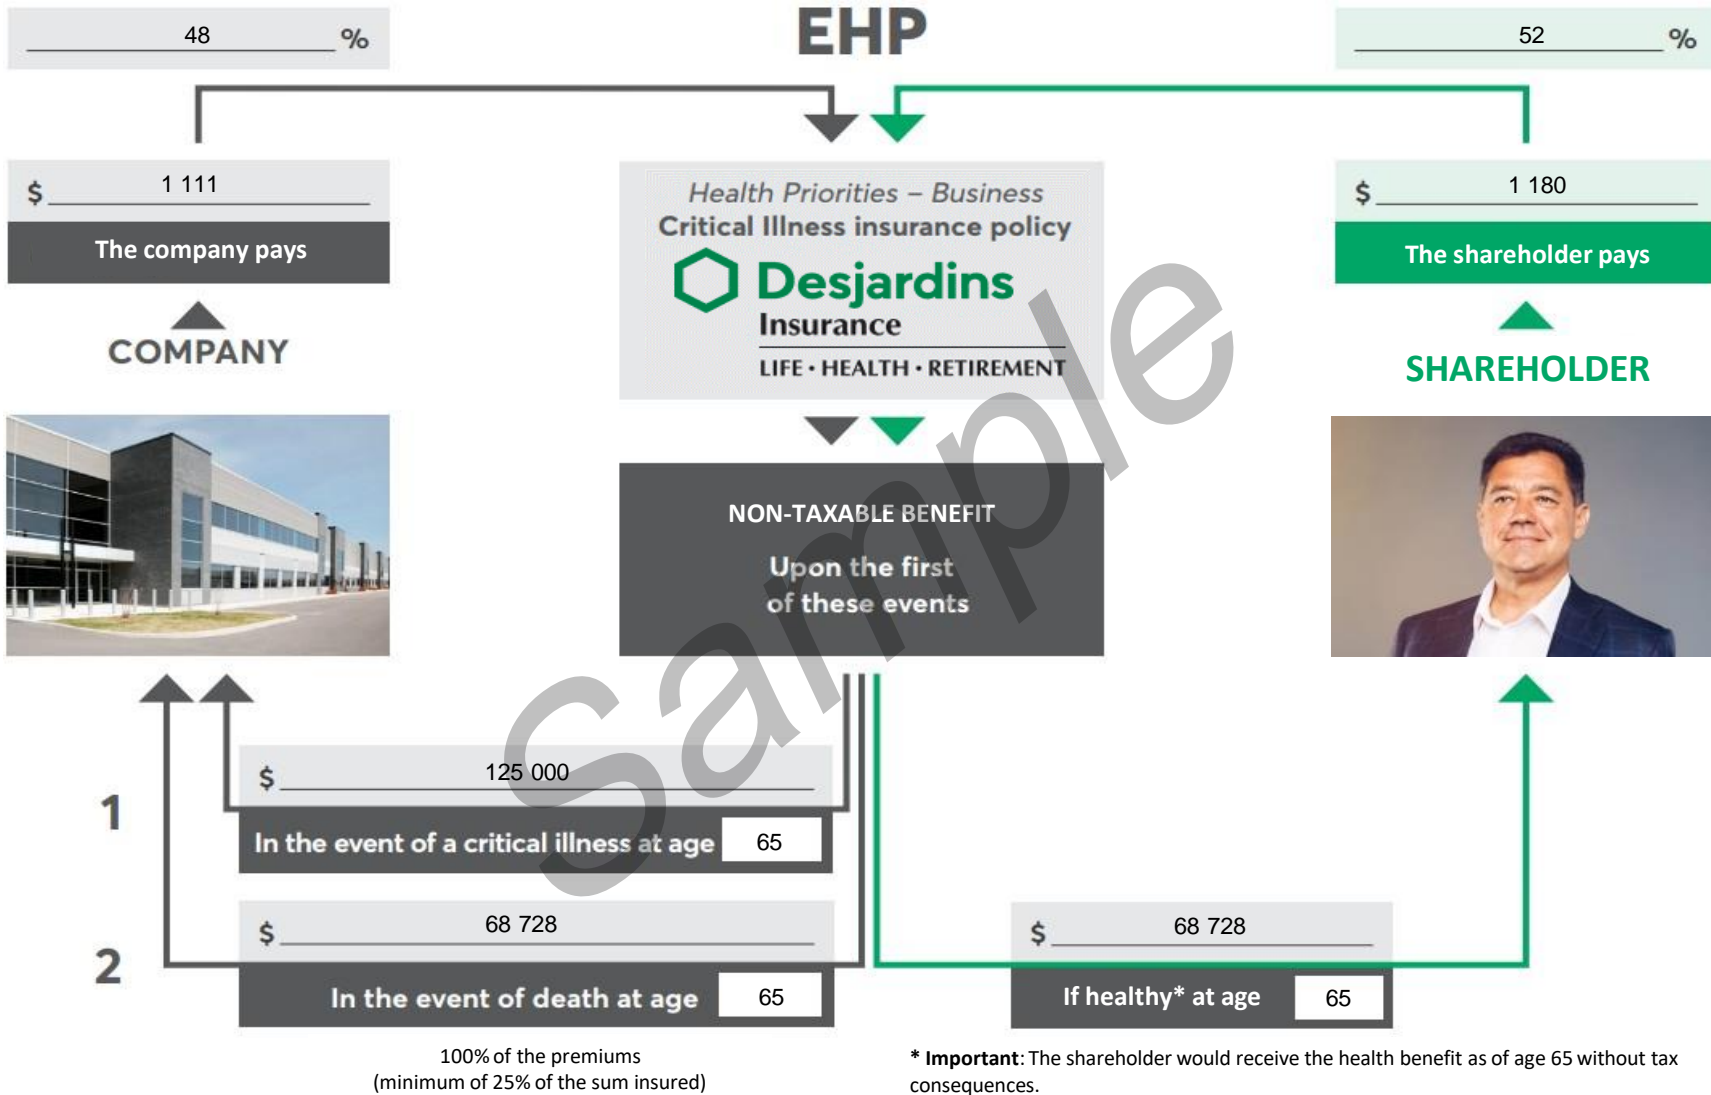 48 %
EHP
52 %
$ 1 111
The company pays
COMPANY
Health Priorities – Business
Critical Illness insurance policy
Desjardins
Insurance
LIFE • HEALTH • RETIREMENT
$ 1 180
The shareholder pays
SHAREHOLDER
NON-TAXABLE BENEFIT
Upon the first
of these events
Sample
1
$ 125 000
In the event of a critical illness at age 65
2
$ 68 728
In the event of death at age 65
$ 68 728
If healthy* at age 65
100% of the premiums
(minimum of 25% of the sum insured)
* Important: The shareholder would receive the health benefit as of age 65 without tax
consequences.